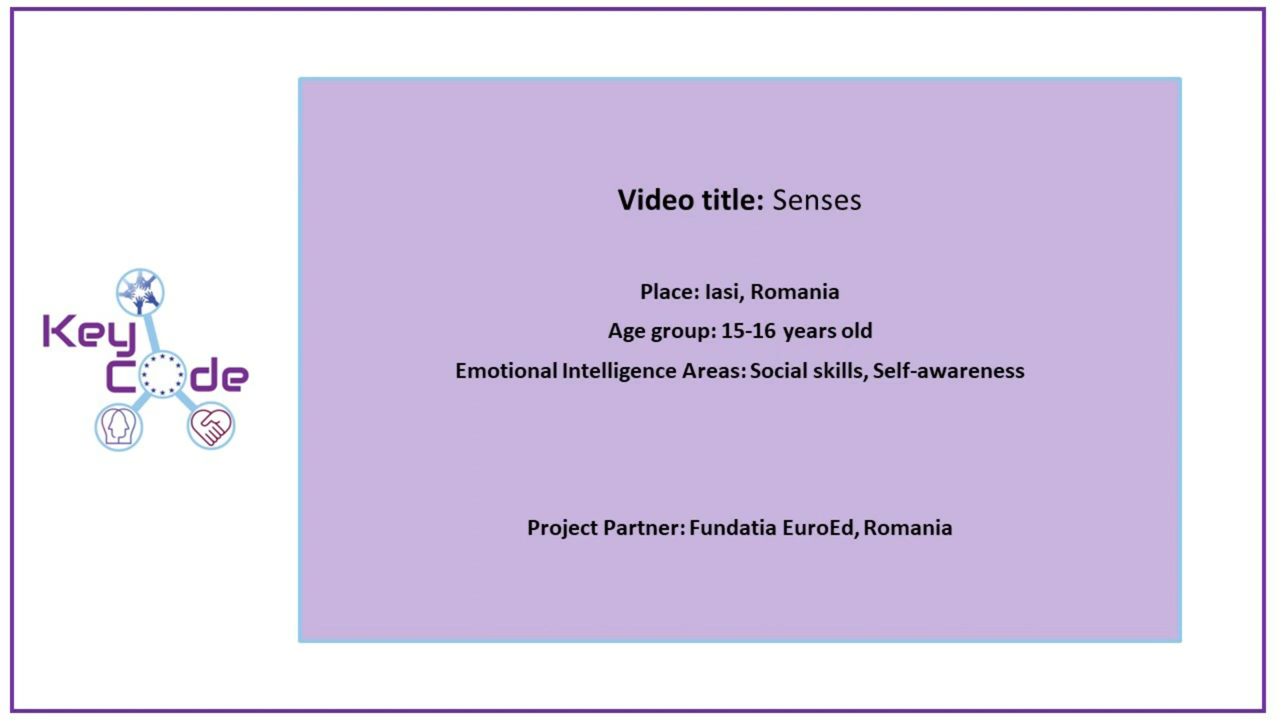 Key
Code
Video title: Senses
Place: Iasi, Romania
Age group: 15-16 years old
Emotional Intelligence Areas: Social skills, Self-awareness
Project Partner: Fundatia EuroEd, Romania